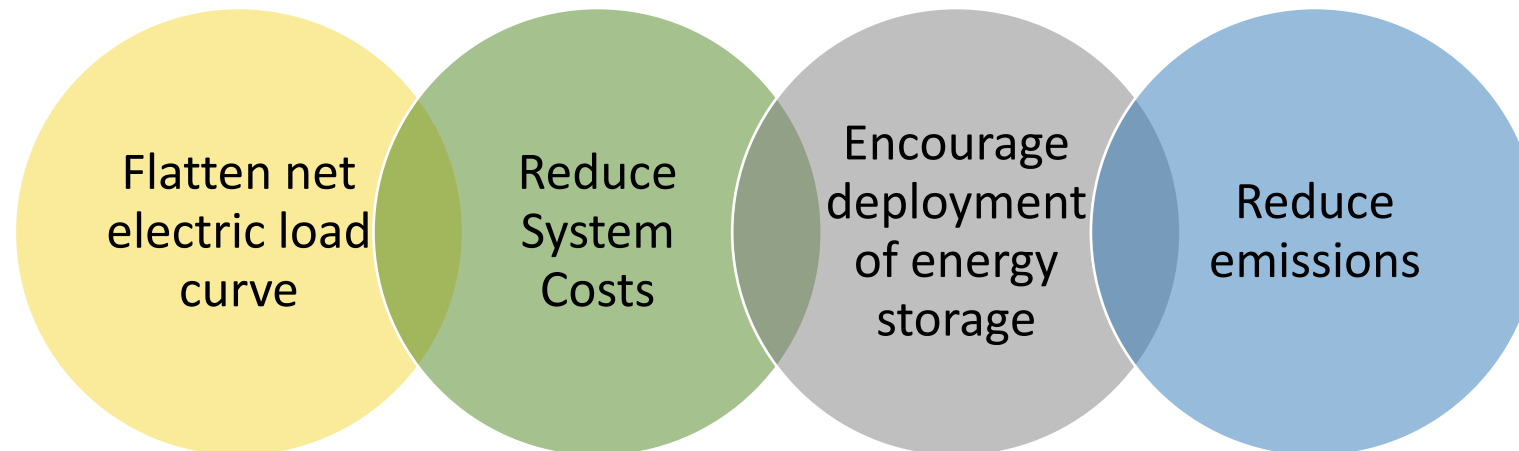 Flatten net
electric load
curve
Reduce
System
Costs
Encourage
deployment
of energy
storage
Reduce
emissions